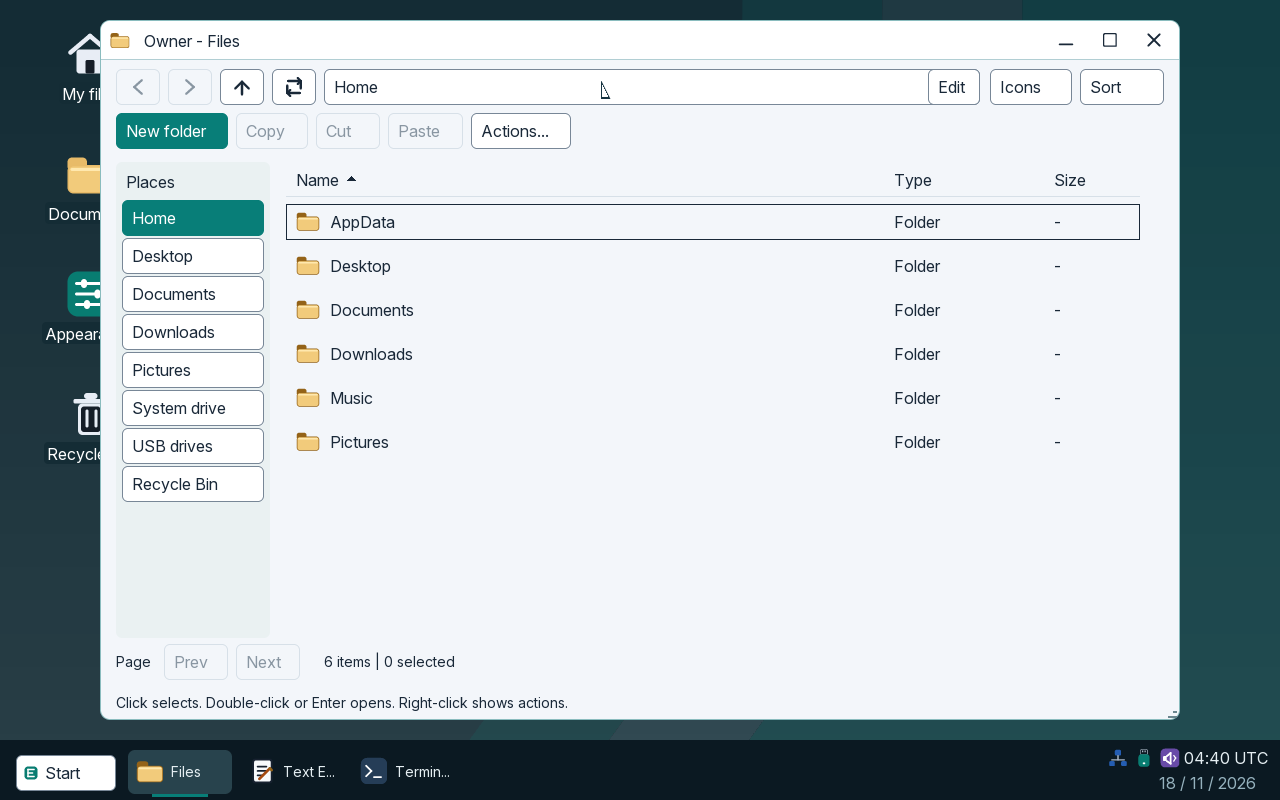 Owner - Files
My fil
Home
Edit
Icons
Sort
New folder
Copy
Cut
Paste
Actions...
Places
Home
Desktop
Documents
Downloads
Pictures
System drive
USB drives
Recycle Bin
Name
Type
Size
AppData
Folder
-
Desktop
Folder
-
Documents
Folder
-
Downloads
Folder
-
Music
Folder
-
Pictures
Folder
-
Docum
Appeara
Recycle
Page
Prev
Next
6 items | 0 selected
Click selects. Double-click or Enter opens. Right-click shows actions.
Start
Files
Text E...
Termin...
04:40 UTC
18 / 11 / 2026